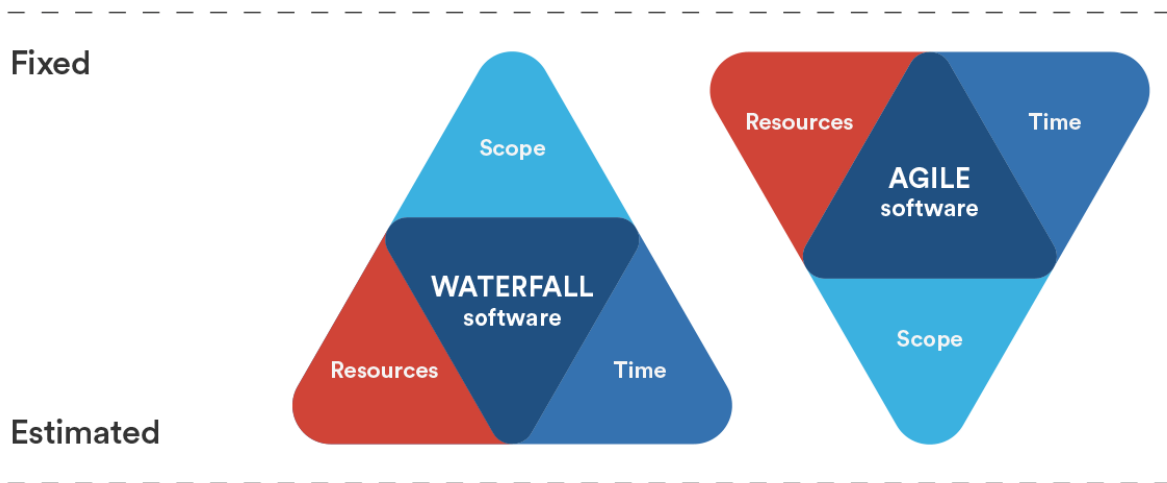 Fixed
Scope
WATERFALL
software
Resources
Time
Resources
Time
AGILE
software
Scope
Estimated